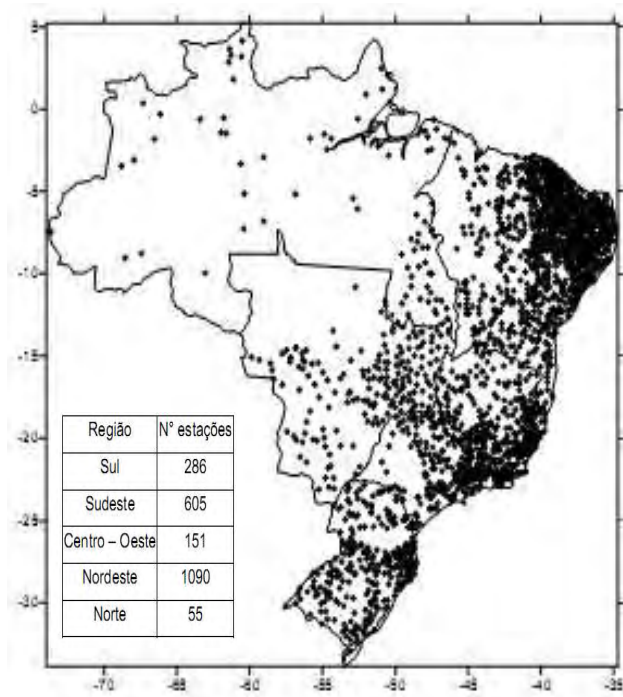 5
0
-5
-10
-15
-20
-25
-30
Região N° estações
Sul 286
Sudeste 605
Centro – Oeste 151
Nordeste 1090
Norte 55
-70 -65 -60 -55 -50 -45 -40 -35